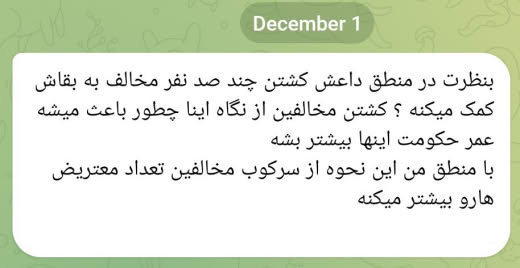 December 1
بنظرت در منطق داعش کشتن چند صد نفر مخالف به بقاش
کمک میکنه ؟ کشتن مخالفین از نگاه اینا چطور باعث میشه
عمر حکومت اینها بیشتر بشه
با منطق من این نحوه از سرکوب مخالفین تعداد معتریض
هارو بیشتر میکنه